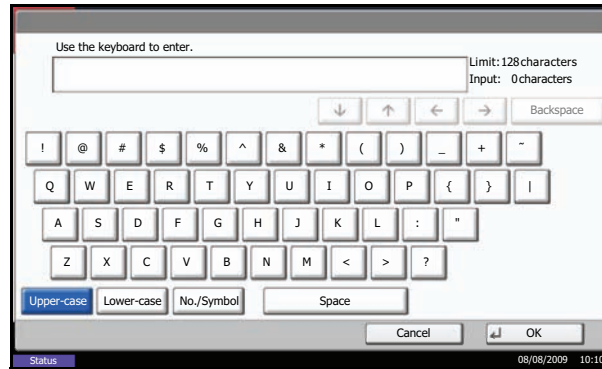 Use the keyboard to enter.
Limit: 128 characters
Input: 0 characters
Backspace
! @ # $ % ^ & * ( ) _ + ~
Q W E R T Y U I O P { } |
A S D F G H J K L : "
Z X C V B N M < > ?
Upper-case Lower-case No./Symbol Space
Cancel OK
Status 08/08/2009 10:10